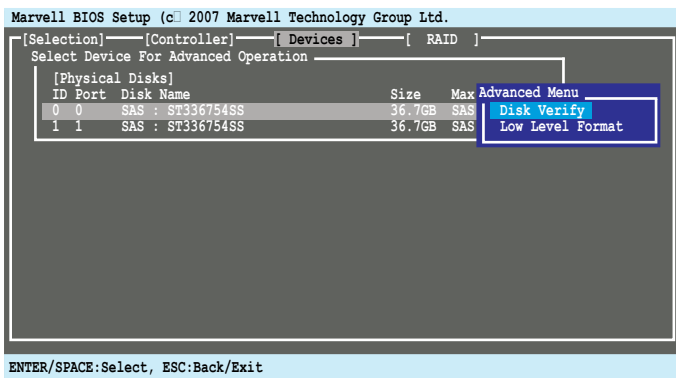 Marvell BIOS Setup (c 2007 Marvell Technology Group Ltd.
[Selection] [Controller] [ Devices ] [ RAID ]
Select Device For Advanced Operation
[Physical Disks]
ID Port Disk Name Size Max
0 0 SAS : ST336754SS 36.7GB SAS
1 1 SAS : ST336754SS 36.7GB SAS
Advanced Menu
Disk Verify
Low Level Format
ENTER/SPACE:Select, ESC:Back/Exit